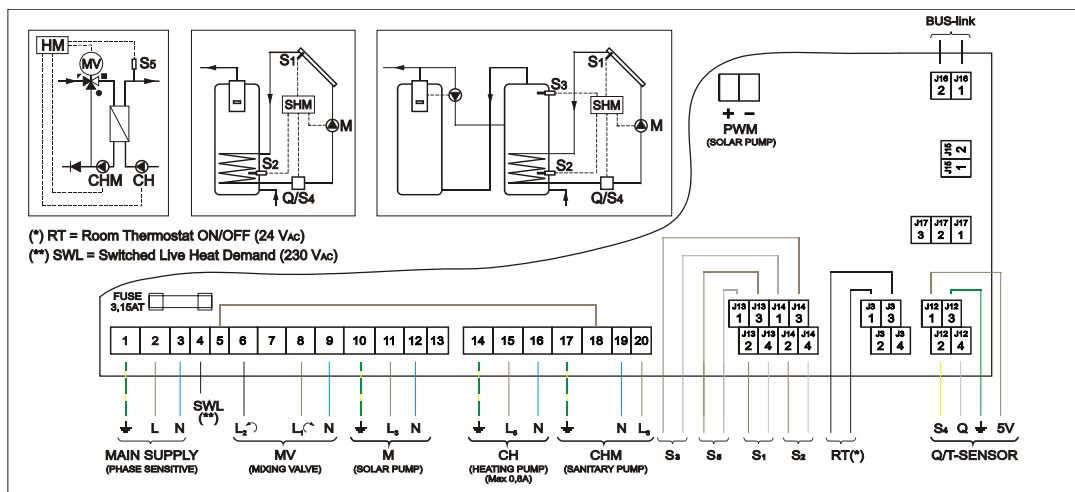 BUS-link
HM
MV
S5
CHM
CH
S1
SHM
M
S2
Q/S4
S1
S3
SHM
M
S2
Q/S4
+ −
PWM
(SOLAR PUMP)
J16 J16
2 1
J15 J15
1 2
J17 J17 J17
3 2 1
(*) RT = Room Thermostat ON/OFF (24 VAC)
(**) SWL = Switched Live Heat Demand (230 VAC)
FUSE
3,15AT
J13 J13 J14 J14
1 3 1 3
J13 J13 J14 J14
2 4 2 4
J3 J3
1 3
J3 J3
2 4
J12 J12
1 3
J12 J12
2 4
1 2 3 4 5 6 7 8 9 10 11 12 13 14 15 16 17 18 19 20
SWL
(**)
L N L2 L1 N L3 N L5 N N L6 S3 S5 S1 S2 RT(*) S4 Q 5V
MAIN SUPPLY
(PHASE SENSITIVE)
MV
(MIXING VALVE)
M
(SOLAR PUMP)
CH
(HEATING PUMP)
(Max 0,8A)
CHM
(SANITARY PUMP)
Q/T-SENSOR